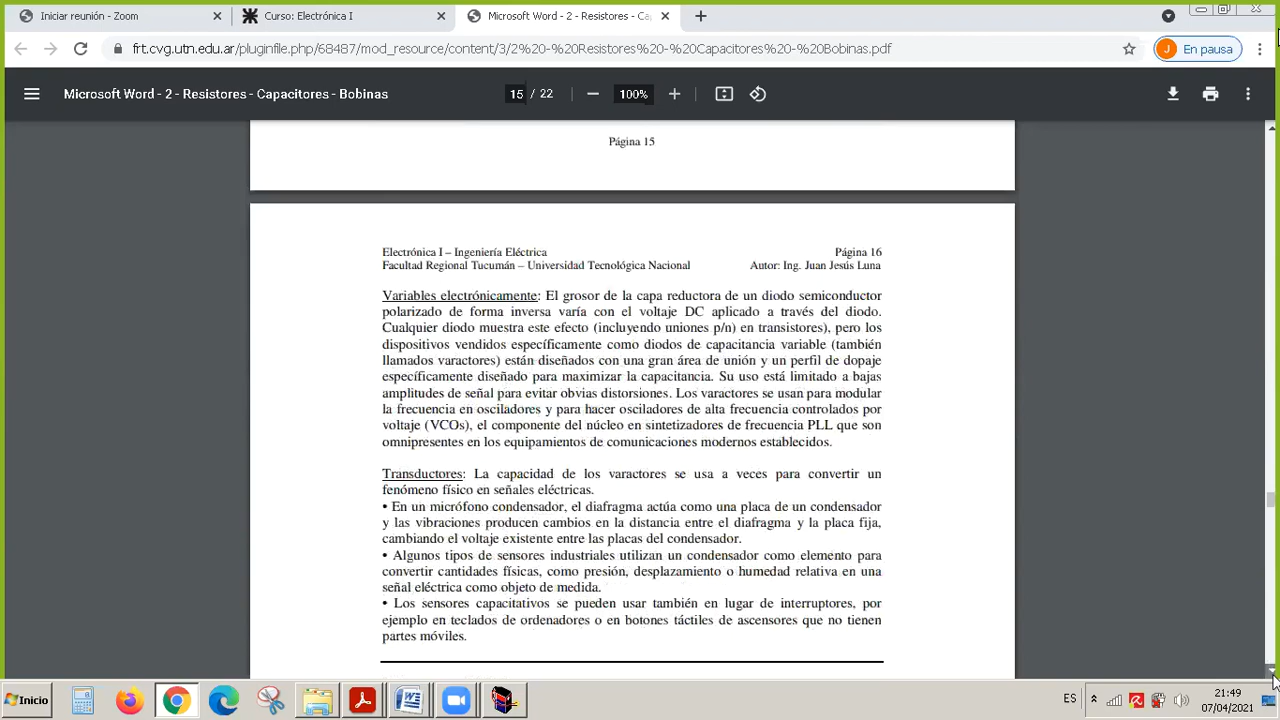 Iniciar reunión - Zoom
Curso: Electrónica I
Microsoft Word - 2 - Resistores - Ca
frt.cvg.utn.edu.ar/pluginfile.php/68487/mod_resource/content/3/2%20-%20Resistores%20-%20Capacitores%20-%20Bobinas.pdf
J En pausa
Microsoft Word - 2 - Resistores - Capacitores - Bobinas
15 / 22
100%
Página 15
Electrónica I – Ingeniería Eléctrica Página 16
Facultad Regional Tucumán – Universidad Tecnológica Nacional Autor: Ing. Juan Jesús Luna
Variables electrónicamente: El grosor de la capa reductora de un diodo semiconductor
polarizado de forma inversa varía con el voltaje DC aplicado a través del diodo.
Cualquier diodo muestra este efecto (incluyendo uniones p/n) en transistores), pero los
dispositivos vendidos específicamente como diodos de capacitancia variable (también
llamados varactores) están diseñados con una gran área de unión y un perfil de dopaje
específicamente diseñado para maximizar la capacitancia. Su uso está limitado a bajas
amplitudes de señal para evitar obvias distorsiones. Los varactores se usan para modular
la frecuencia en osciladores y para hacer osciladores de alta frecuencia controlados por
voltaje (VCOs), el componente del núcleo en sintetizadores de frecuencia PLL que son
omnipresentes en los equipamientos de comunicaciones modernos establecidos.
Transductores: La capacidad de los varactores se usa a veces para convertir un
fenómeno físico en señales eléctricas.
• En un micrófono condensador, el diafragma actúa como una placa de un condensador
y las vibraciones producen cambios en la distancia entre el diafragma y la placa fija,
cambiando el voltaje existente entre las placas del condensador.
• Algunos tipos de sensores industriales utilizan un condensador como elemento para
convertir cantidades físicas, como presión, desplazamiento o humedad relativa en una
señal eléctrica como objeto de medida.
• Los sensores capacitativos se pueden usar también en lugar de interruptores, por
ejemplo en teclados de ordenadores o en botones táctiles de ascensores que no tienen
partes móviles.
Inicio
ES
21:49
07/04/2021